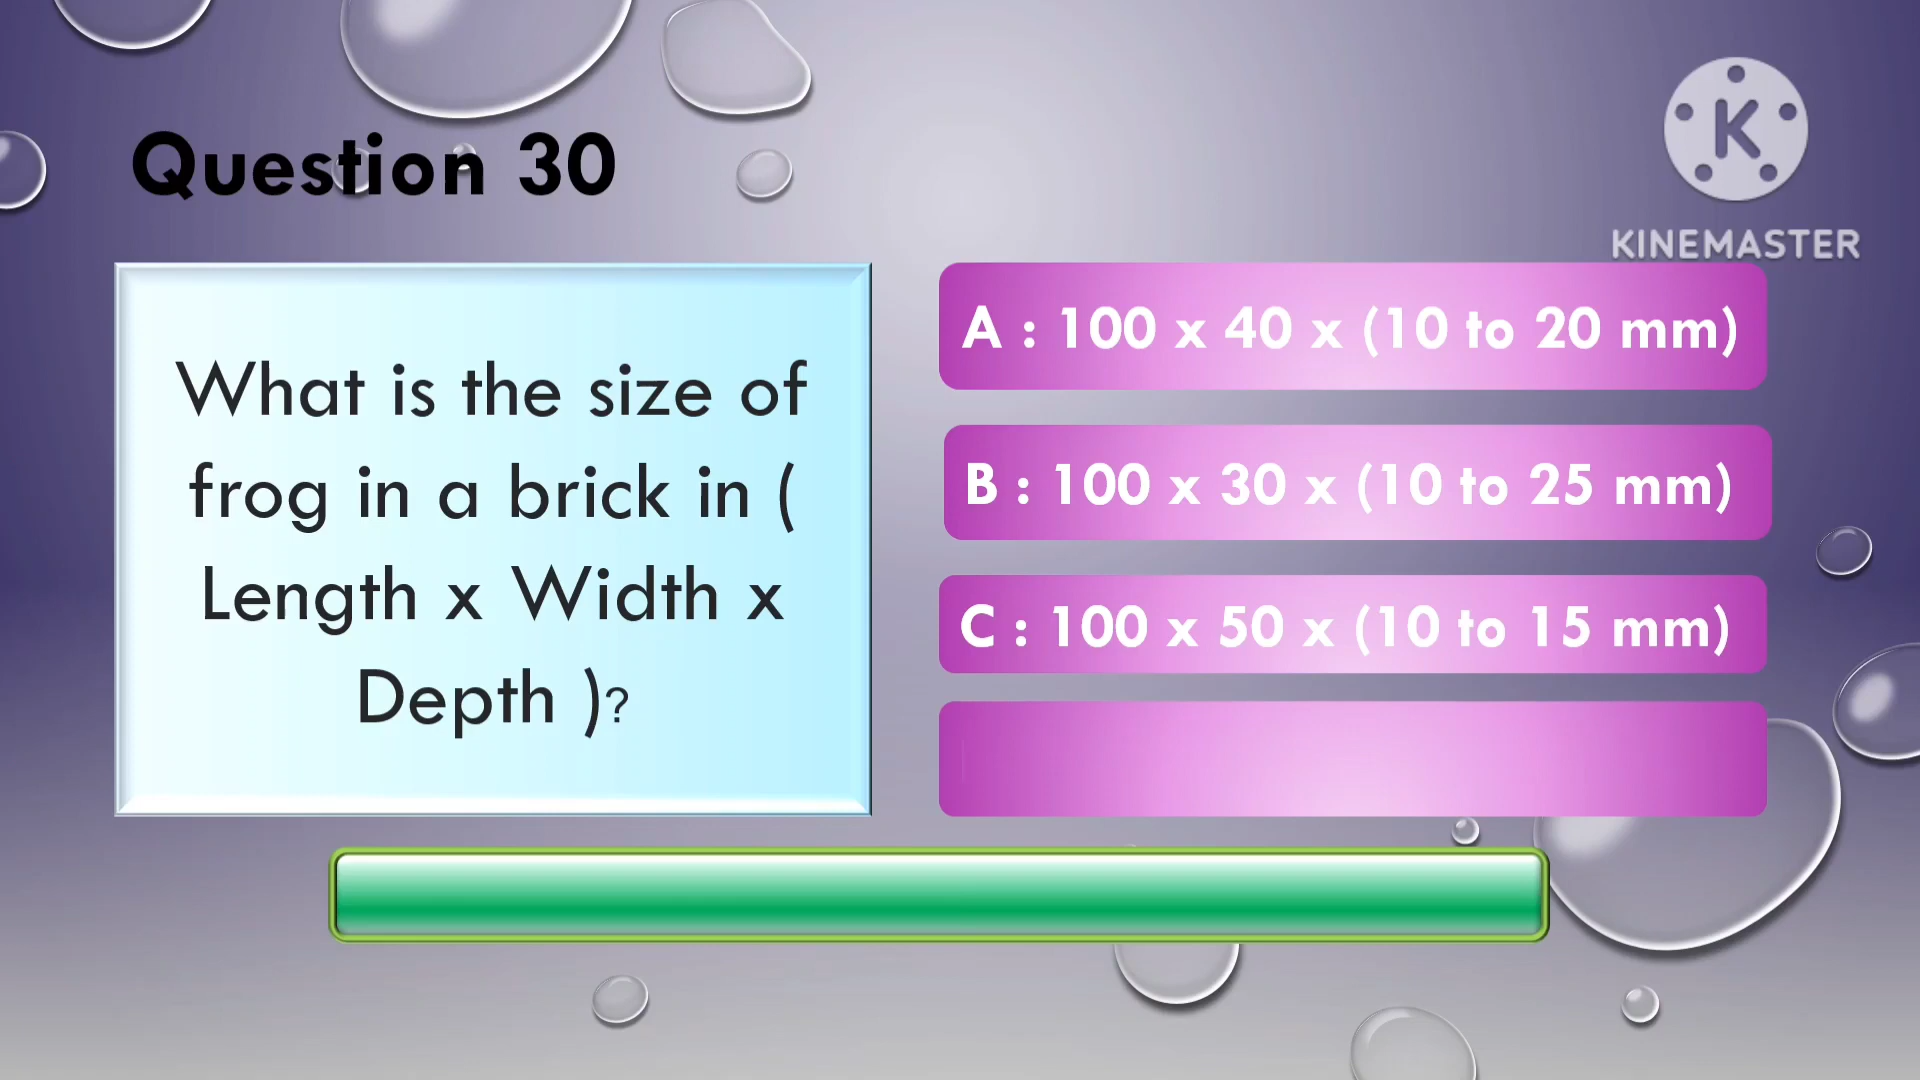 Question 30
K
KINEMASTER
What is the size of
frog in a brick in (
Length x Width x
Depth )?
A : 100 x 40 x (10 to 20 mm)
B : 100 x 30 x (10 to 25 mm)
C : 100 x 50 x (10 to 15 mm)